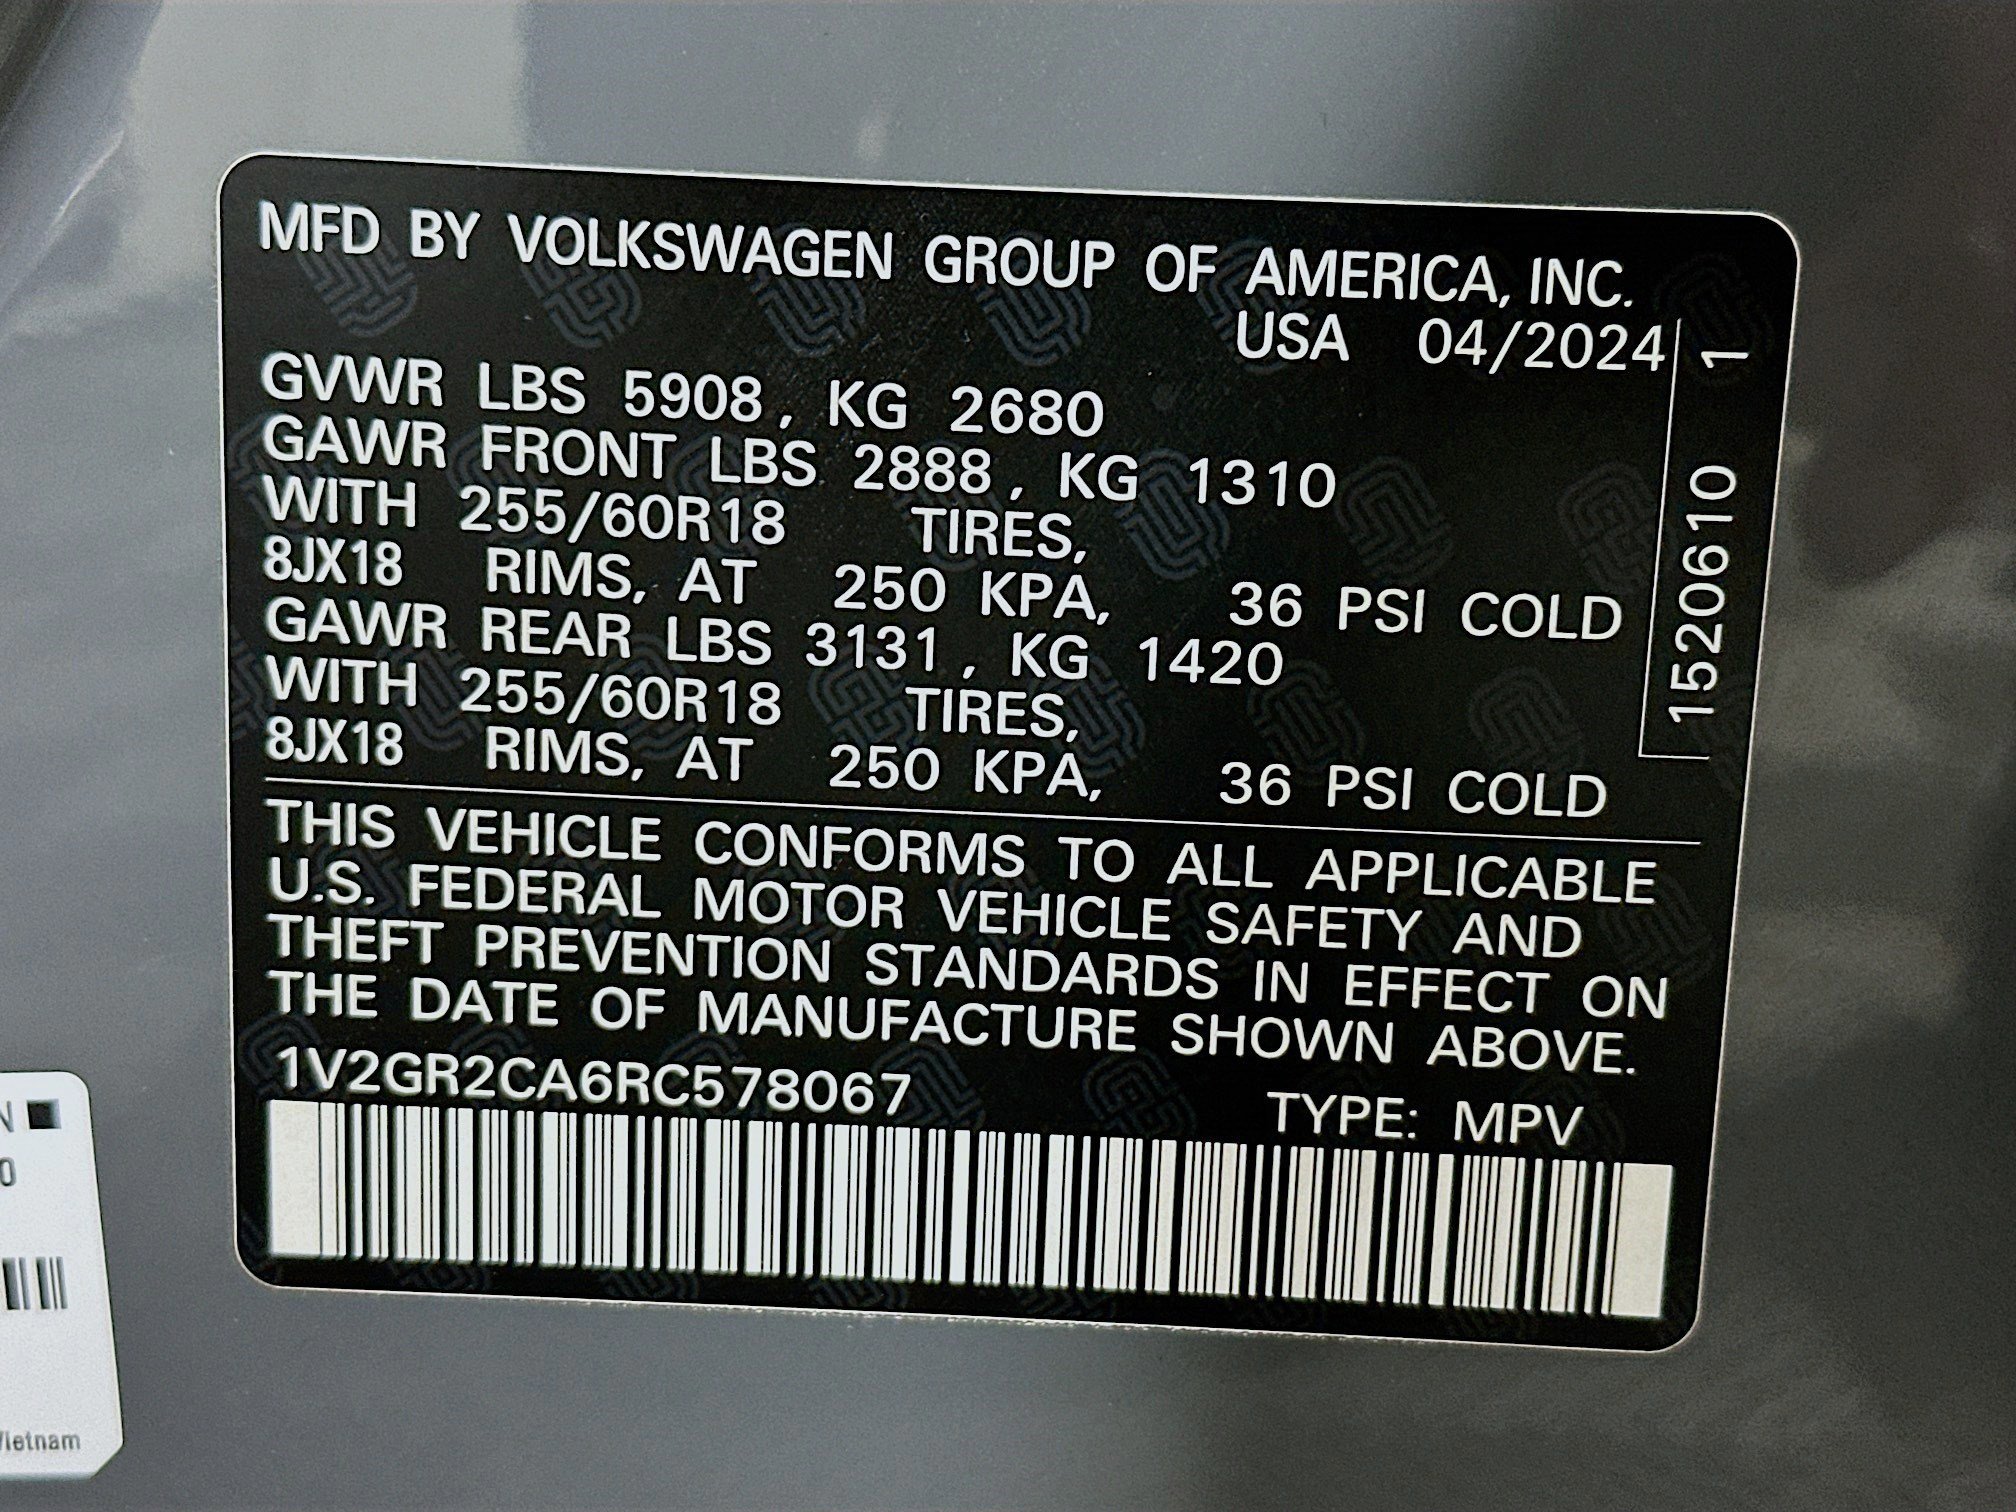 MFD BY VOLKSWAGEN GROUP OF AMERICA, INC.
USA 04/2024
GVWR LBS 5908, KG 2680
GAWR FRONT LBS 2888, KG 1310
WITH 255/60R18 TIRES,
8JX18 RIMS, AT 250 KPA, 36 PSI COLD
GAWR REAR LBS 3131, KG 1420
WITH 255/60R18 TIRES,
8JX18 RIMS, AT 250 KPA, 36 PSI COLD
1520610 1
THIS VEHICLE CONFORMS TO ALL APPLICABLE
U.S. FEDERAL MOTOR VEHICLE SAFETY AND
THEFT PREVENTION STANDARDS IN EFFECT ON
THE DATE OF MANUFACTURE SHOWN ABOVE.
1V2GR2CA6RC578067
TYPE: MPV